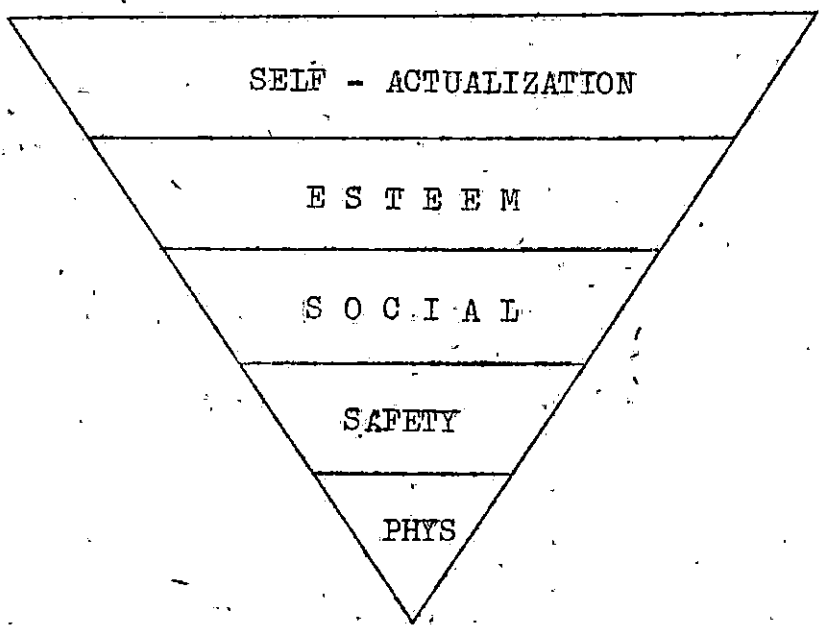 SELF - ACTUALIZATION
E S T E E M
S O C I A L
SAFETY
PHYS